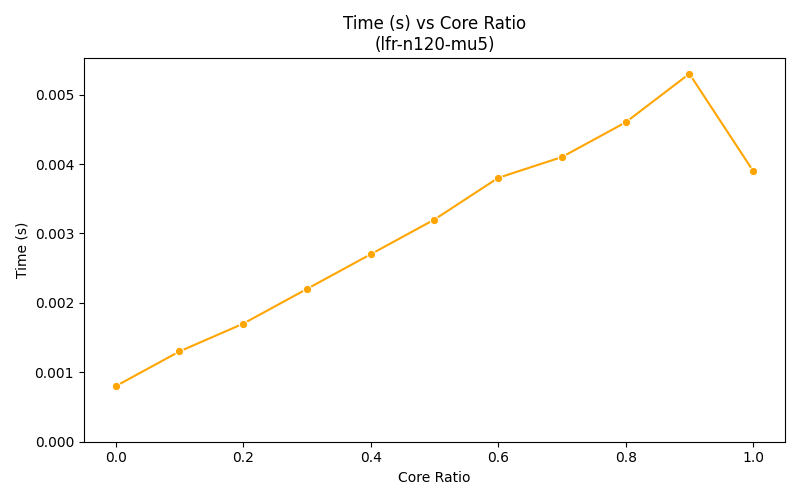 Time (s) vs Core Ratio
(lfr-n120-mu5)
0.005
0.004
0.003
0.002
0.001
0.000
Time (s)
0.0 0.2 0.4 0.6 0.8 1.0
Core Ratio